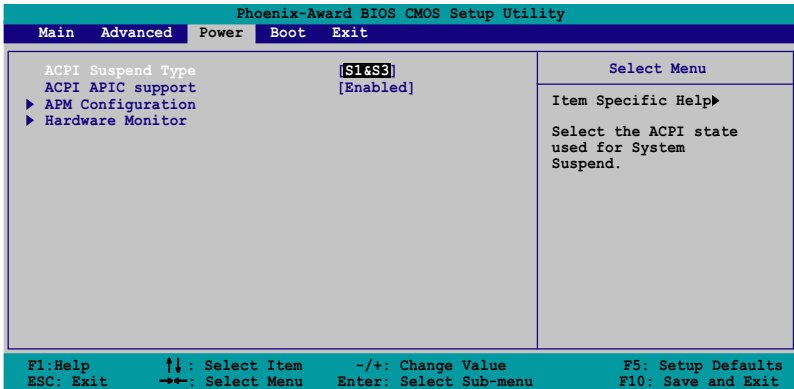 Phoenix-Award BIOS CMOS Setup Utility
Main Advanced Power Boot Exit
ACPI Suspend Type [S1&S3]
ACPI APIC support [Enabled]
APM Configuration
Hardware Monitor
Select Menu
Item Specific Help
Select the ACPI state
used for System
Suspend.
F1:Help ↑↓: Select Item -/+: Change Value F5: Setup Defaults
ESC: Exit →←: Select Menu Enter: Select Sub-menu F10: Save and Exit